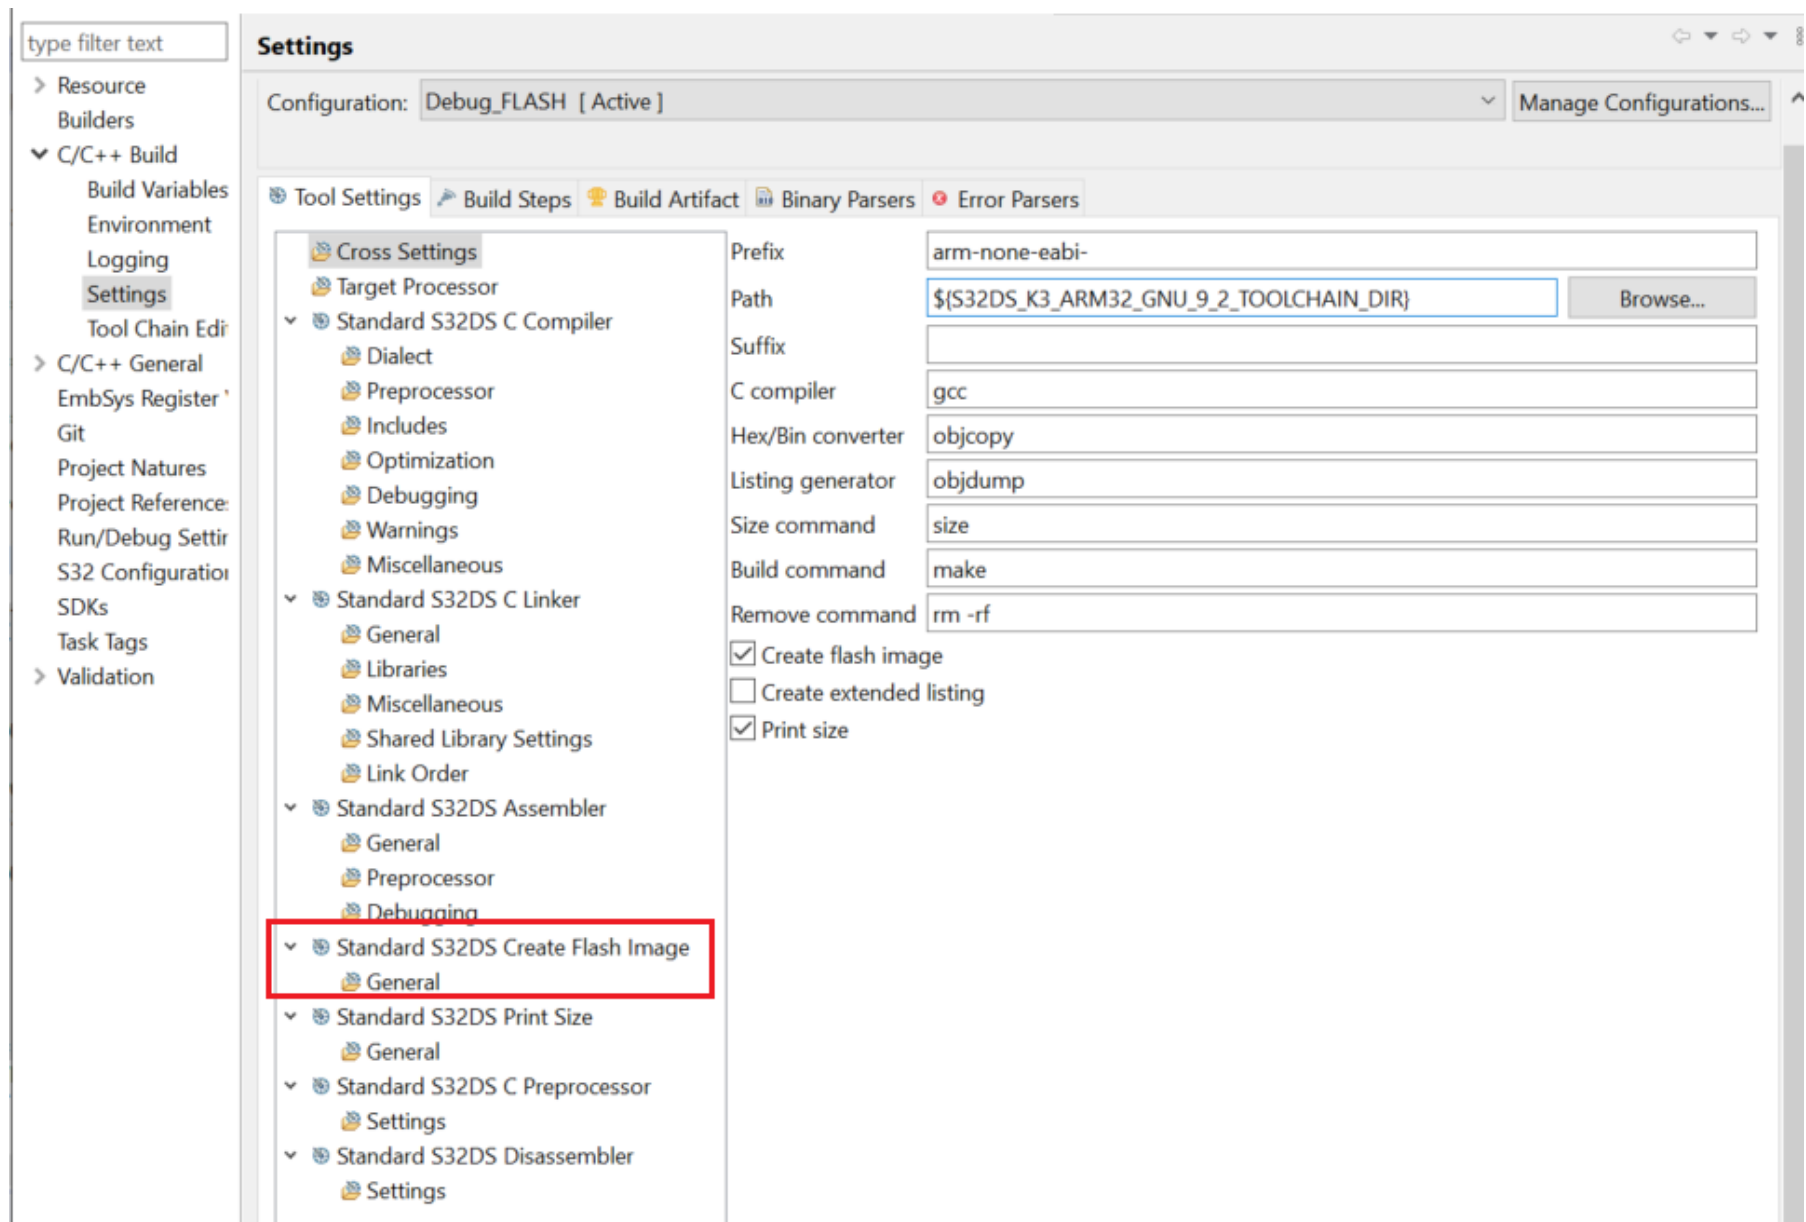 type filter text
Resource
Builders
C/C++ Build
Build Variables
Environment
Logging
Settings
Tool Chain Edi
C/C++ General
EmbSys Register
Git
Project Natures
Project Reference
Run/Debug Settin
S32 Configuration
SDKs
Task Tags
Validation
Settings
Configuration: Debug_FLASH [ Active ] Manage Configurations...
Tool Settings Build Steps Build Artifact Binary Parsers Error Parsers
Cross Settings
Target Processor
Standard S32DS C Compiler
Dialect
Preprocessor
Includes
Optimization
Debugging
Warnings
Miscellaneous
Standard S32DS C Linker
General
Libraries
Miscellaneous
Shared Library Settings
Link Order
Standard S32DS Assembler
General
Preprocessor
Debugging
Standard S32DS Create Flash Image
General
Standard S32DS Print Size
General
Standard S32DS C Preprocessor
Settings
Standard S32DS Disassembler
Settings
Prefix arm-none-eabi-
Path ${S32DS_K3_ARM32_GNU_9_2_TOOLCHAIN_DIR} Browse...
Suffix
C compiler gcc
Hex/Bin converter objcopy
Listing generator objdump
Size command size
Build command make
Remove command rm -rf
Create flash image
Create extended listing
Print size